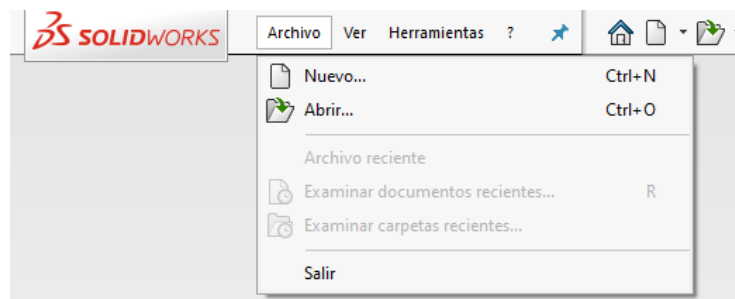 SOLIDWORKS Archivo Ver Herramientas ?
Nuevo... Ctrl+N
Abrir... Ctrl+O
Archivo reciente
Examinar documentos recientes... R
Examinar carpetas recientes...
Salir